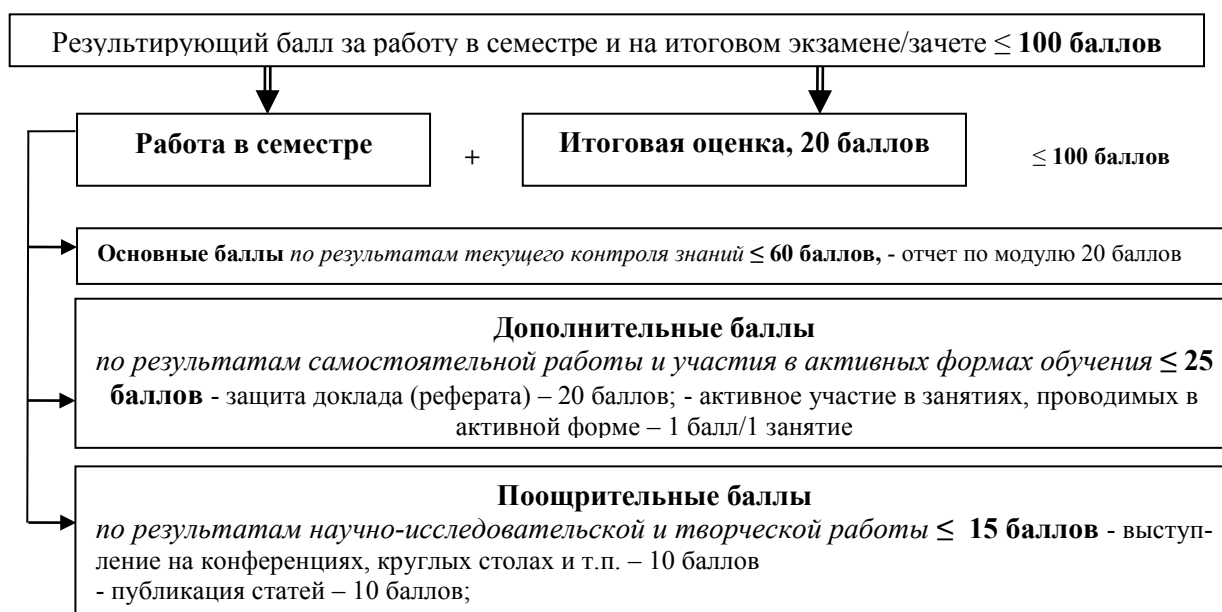 Результирующий балл за работу в семестре и на итоговом экзамене/зачете ≤ 100 баллов
Работа в семестре
+
Итоговая оценка, 20 баллов
≤ 100 баллов
Основные баллы по результатам текущего контроля знаний ≤ 60 баллов, - отчет по модулю 20 баллов
Дополнительные баллы
по результатам самостоятельной работы и участия в активных формах обучения ≤ 25
баллов - защита доклада (реферата) – 20 баллов; - активное участие в занятиях, проводимых в
активной форме – 1 балл/1 занятие
Поощрительные баллы
по результатам научно-исследовательской и творческой работы ≤ 15 баллов - выступ-
ление на конференциях, круглых столах и т.п. – 10 баллов
- публикация статей – 10 баллов;